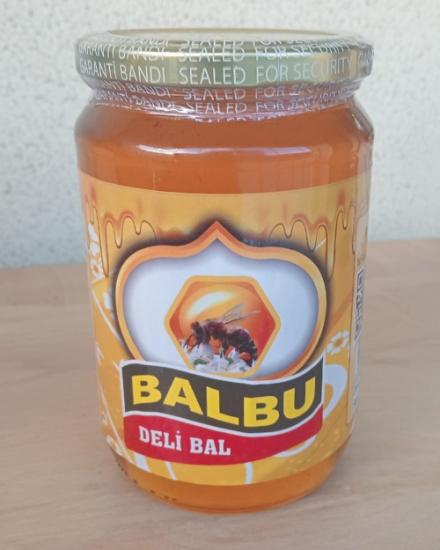 GARANTİ BANDI SEALED FOR SECURITY
BALBU
DELİ BAL